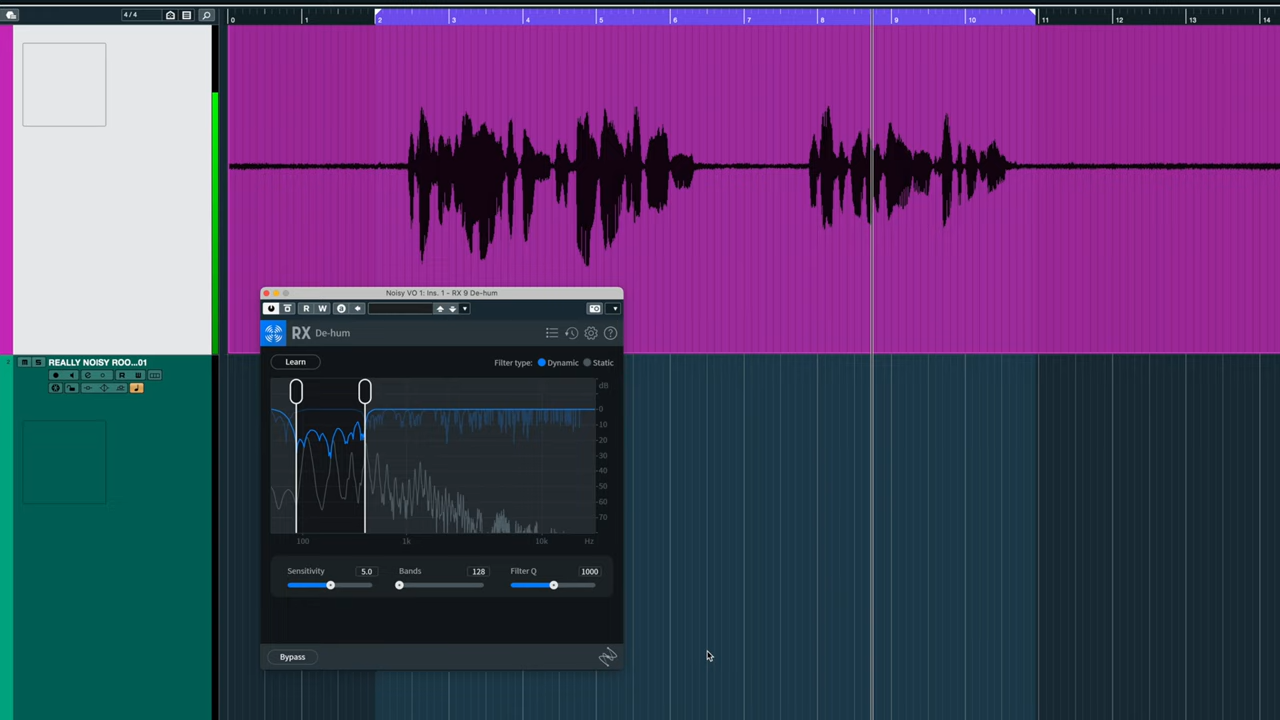 4/4
0 1 2 3 4 5 6 7 8 9 10 11 12 13 14
Noisy VO 1: Ins. 1 - RX 9 De-hum
R W
RX De-hum
Learn
Filter type: Dynamic Static
dB
0
-10
-20
-30
-40
-50
-60
-70
100 1k 10k Hz
Sensitivity 5.0 Bands 128 Filter Q 1000
Bypass
2 REALLY NOISY ROO...01
m S
R W